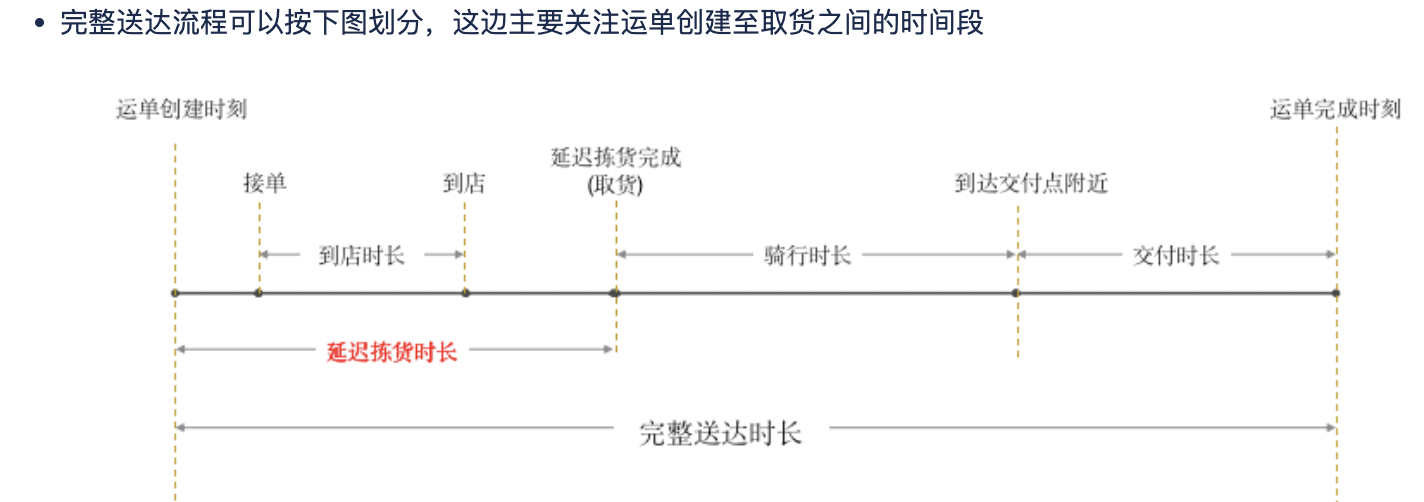 • 完整送达流程可以按下图划分，这边主要关注运单创建至取货之间的时间段
运单创建时刻
运单完成时刻
延迟拣货完成
(取货)
接单
到店
到达交付点附近
到店时长
骑行时长
交付时长
延迟拣货时长
完整送达时长